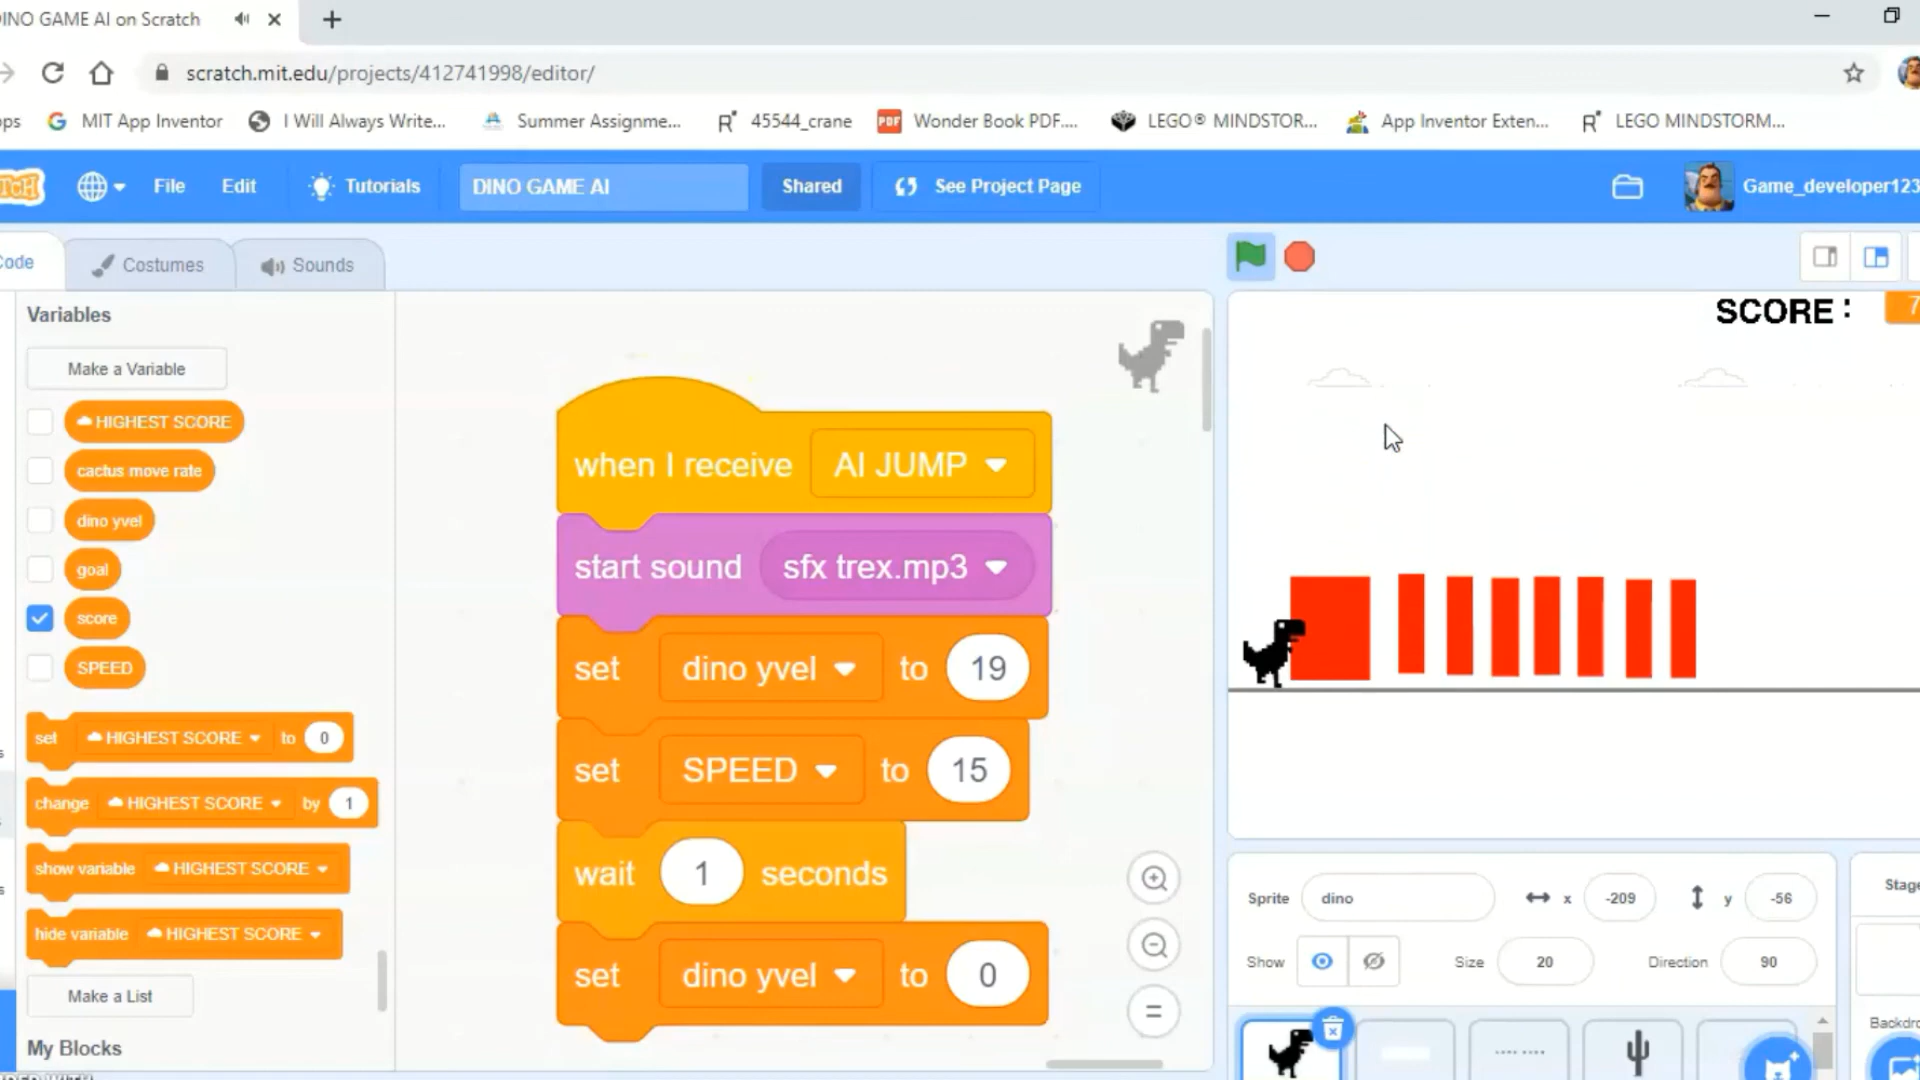 DINO GAME AI on Scratch
scratch.mit.edu/projects/412741998/editor/
MIT App Inventor
I Will Always Write...
Summer Assignme...
45544_crane
PDF
Wonder Book PDF....
LEGO® MINDSTOR...
App Inventor Exten...
LEGO MINDSTORM...
File
Edit
Tutorials
DINO GAME AI
Shared
See Project Page
Game_developer123
Code
Costumes
Sounds
Variables
Make a Variable
HIGHEST SCORE
cactus move rate
dino yvel
goal
score
SPEED
set HIGHEST SCORE to 0
change HIGHEST SCORE by 1
show variable HIGHEST SCORE
hide variable HIGHEST SCORE
Make a List
My Blocks
when I receive AI JUMP
start sound sfx trex.mp3
set dino yvel to 19
set SPEED to 15
wait 1 seconds
set dino yvel to 0
SCORE :
Sprite dino x -209 y -56
Show Size 20 Direction 90
Stage